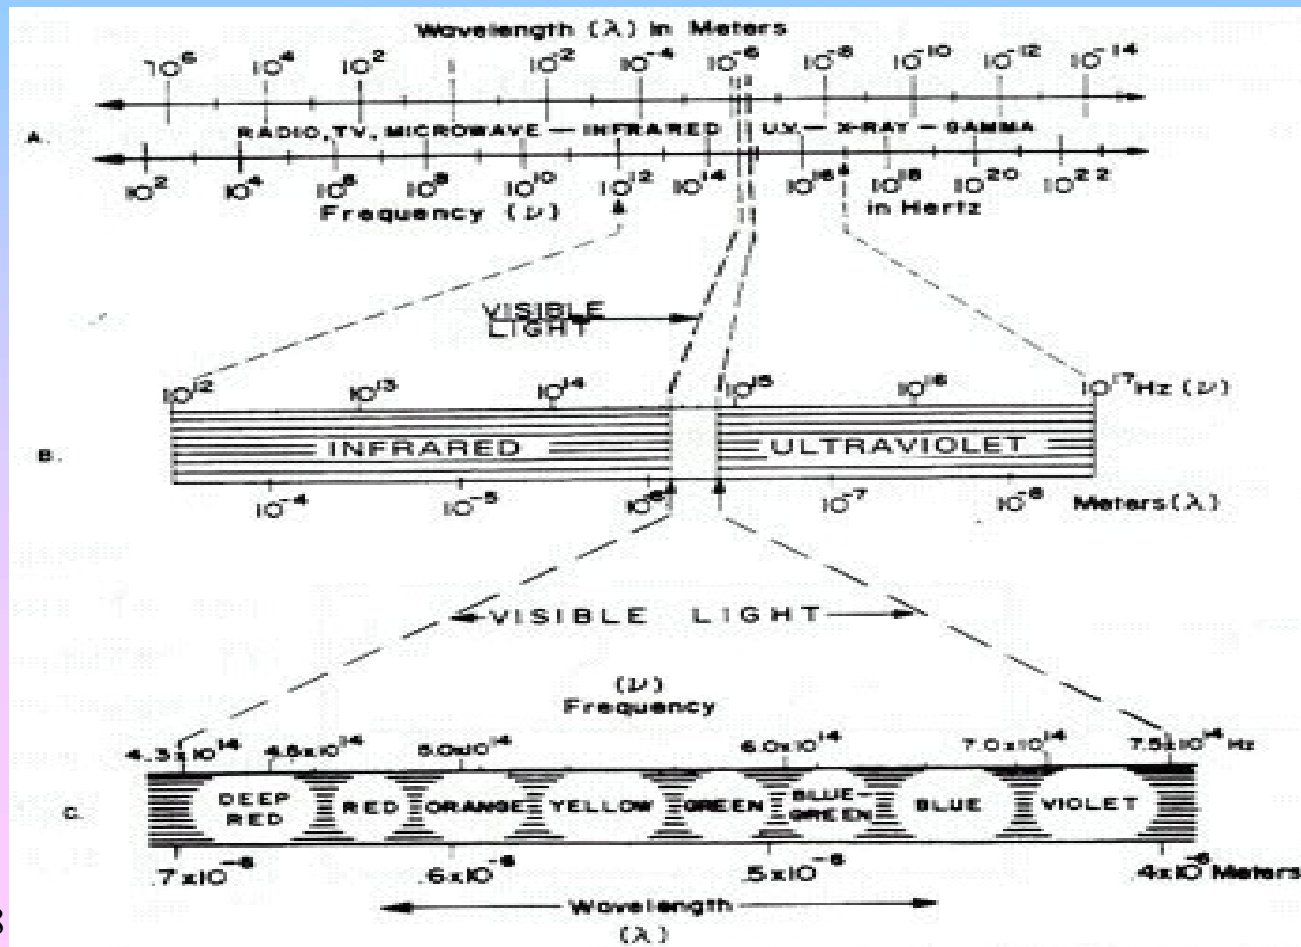 Wavelength (λ) in Meters
10⁶ 10⁴ 10² 1 10⁻² 10⁻⁴ 10⁻⁶ 10⁻⁸ 10⁻¹⁰ 10⁻¹² 10⁻¹⁴
A.
RADIO, TV, MICROWAVE — INFRARED U.V. — X-RAY — GAMMA
10² 10⁴ 10⁶ 10⁸ 10¹⁰ 10¹² 10¹⁴ 10¹⁶ 10¹⁸ 10²⁰ 10²²
Frequency (ν) in Hertz
VISIBLE
LIGHT
10¹² 10¹³ 10¹⁴ 10¹⁵ 10¹⁶ 10¹⁷ Hz (ν)
B.
INFRARED ULTRAVIOLET
10⁻⁴ 10⁻⁵ 10⁻⁶ 10⁻⁷ 10⁻⁸ Meters (λ)
VISIBLE LIGHT
(ν)
Frequency
4.3x10¹⁴ 5.0x10¹⁴ 6.0x10¹⁴ 7.0x10¹⁴ 7.5x10¹⁴ Hz
C.
DEEP RED RED ORANGE YELLOW GREEN BLUE-GREEN BLUE VIOLET
.7x10⁻⁶ .6x10⁻⁶ .5x10⁻⁶ .4x10⁻⁶ Meters
Wavelength
(λ)